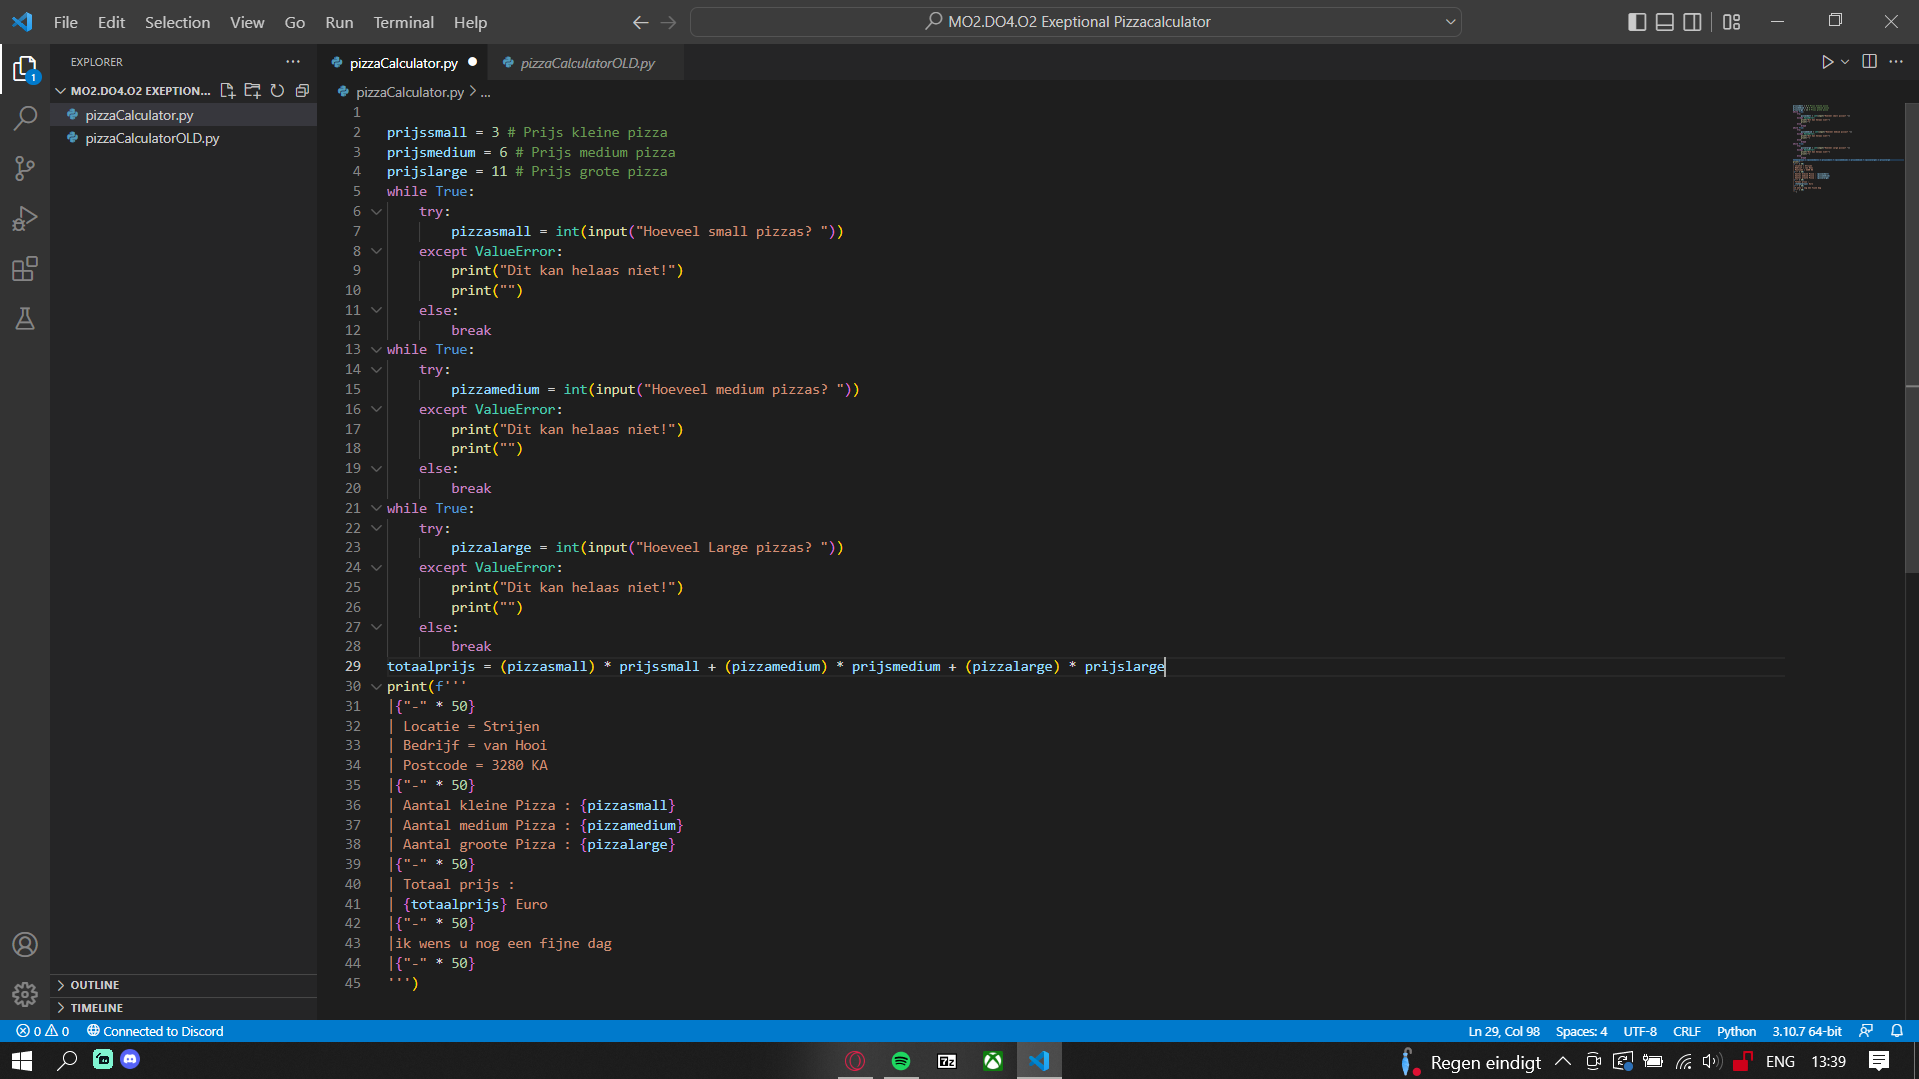 File Edit Selection View Go Run Terminal Help
MO2.DO4.O2 Exeptional Pizzacalculator
EXPLORER
MO2.DO4.O2 EXEPTION...
pizzaCalculator.py
pizzaCalculatorOLD.py
OUTLINE
TIMELINE
1
pizzaCalculator.py
pizzaCalculatorOLD.py
pizzaCalculator.py > ...
1
2 prijssmall = 3 # Prijs kleine pizza
3 prijsmedium = 6 # Prijs medium pizza
4 prijslarge = 11 # Prijs grote pizza
5 while True:
6 try:
7 pizzasmall = int(input("Hoeveel small pizzas? "))
8 except ValueError:
9 print("Dit kan helaas niet!")
10 print("")
11 else:
12 break
13 while True:
14 try:
15 pizzamedium = int(input("Hoeveel medium pizzas? "))
16 except ValueError:
17 print("Dit kan helaas niet!")
18 print("")
19 else:
20 break
21 while True:
22 try:
23 pizzalarge = int(input("Hoeveel Large pizzas? "))
24 except ValueError:
25 print("Dit kan helaas niet!")
26 print("")
27 else:
28 break
29 totaalprijs = (pizzasmall) * prijssmall + (pizzamedium) * prijsmedium + (pizzalarge) * prijslarge
30 print(f'''
31 |{"-" * 50}
32 | Locatie = Strijen
33 | Bedrijf = van Hooi
34 | Postcode = 3280 KA
35 |{"-" * 50}
36 | Aantal kleine Pizza : {pizzasmall}
37 | Aantal medium Pizza : {pizzamedium}
38 | Aantal groote Pizza : {pizzalarge}
39 |{"-" * 50}
40 | Totaal prijs :
41 | {totaalprijs} Euro
42 |{"-" * 50}
43 |ik wens u nog een fijne dag
44 |{"-" * 50}
45 ''')
0 0 Connected to Discord
Ln 29, Col 98 Spaces: 4 UTF-8 CRLF Python 3.10.7 64-bit
7z
Regen eindigt ENG 13:39